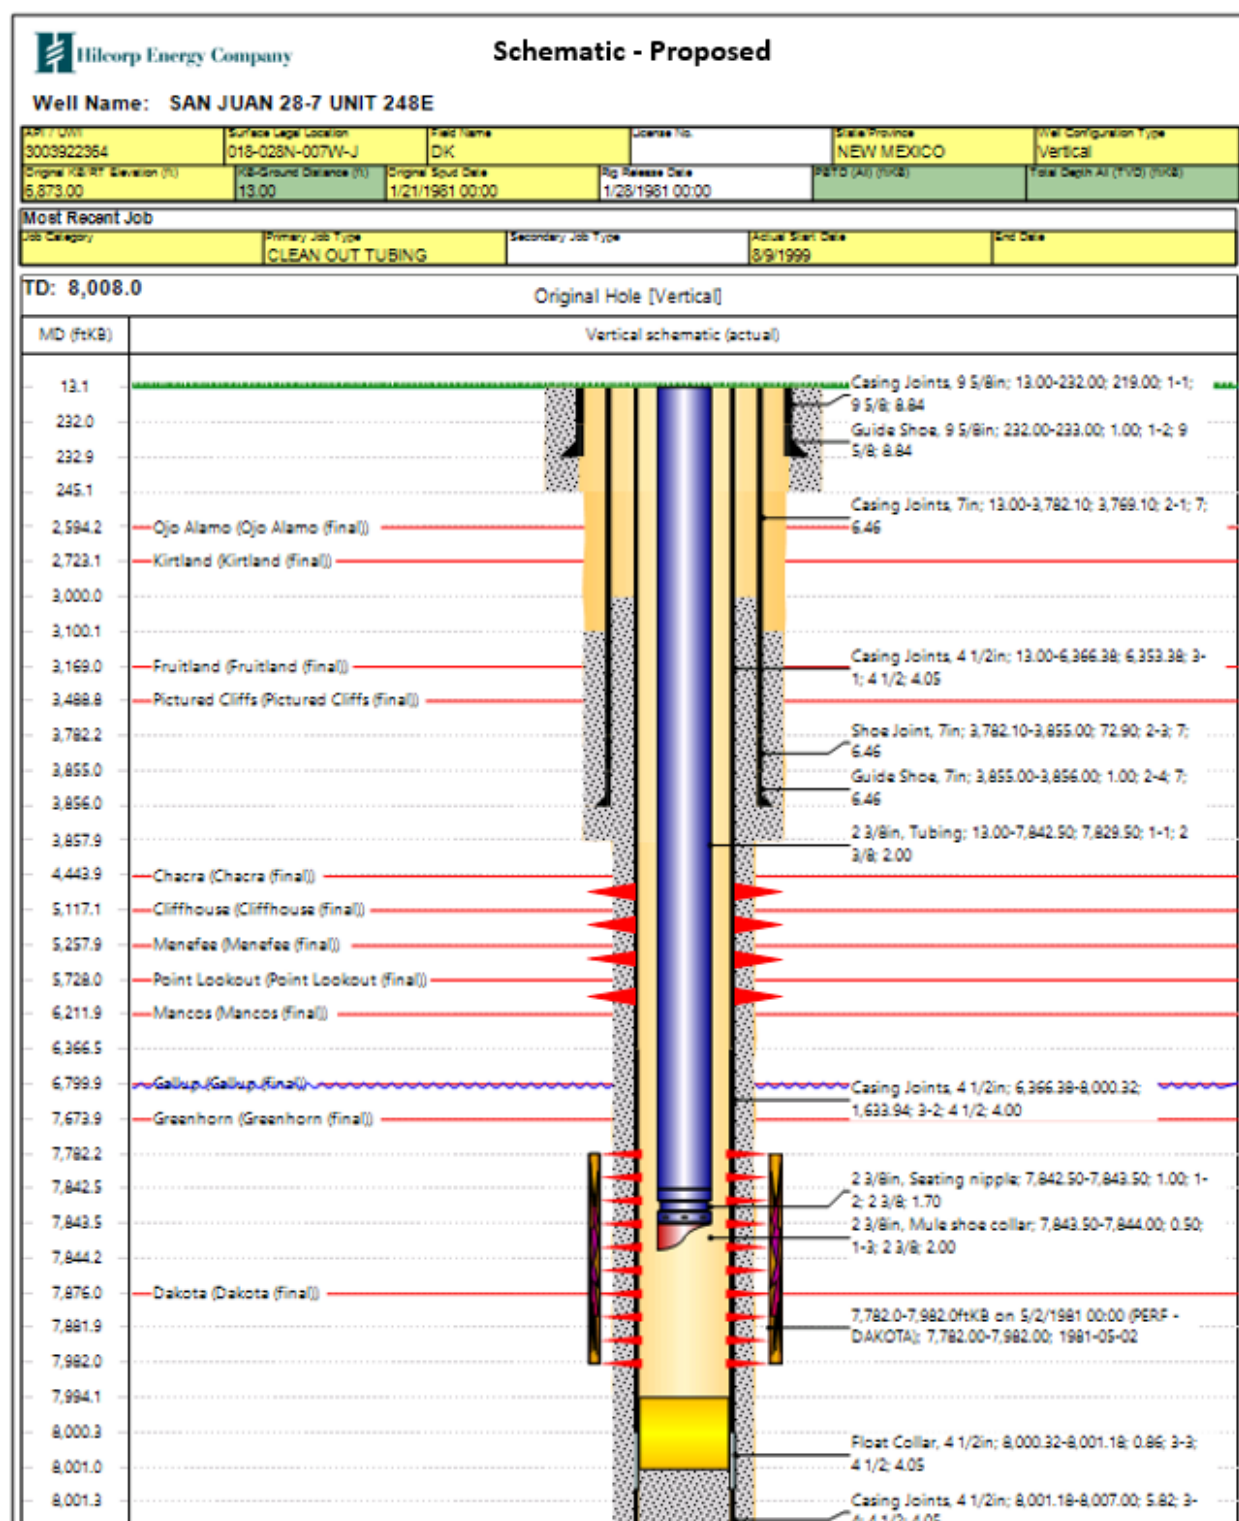 Hilcorp Energy Company
Schematic - Proposed
Well Name: SAN JUAN 28-7 UNIT 248E
API / UWI Surface Legal Location Field Name License No. State/Province Well Configuration Type
3003922364 018-028N-007W-J DK NEW MEXICO Vertical
Original KB/RT Elevation (ft) KB-Ground Distance (ft) Original Spud Date Rig Release Date PBTD (All) (ftKB) Total Depth All (TVD) (ftKB)
6,873.00 13.00 1/21/1981 00:00 1/28/1981 00:00
Most Recent Job
Job Category Primary Job Type Secondary Job Type Actual Start Date End Date
CLEAN OUT TUBING 8/9/1999
TD: 8,008.0
Original Hole [Vertical]
MD (ftKB) Vertical schematic (actual)
13.1
Casing Joints, 9 5/8in; 13.00-232.00; 219.00; 1-1;
9 5/8; 8.84
232.0
Guide Shoe, 9 5/8in; 232.00-233.00; 1.00; 1-2; 9
5/8; 8.84
232.9
245.1
Casing Joints, 7in; 13.00-3,782.10; 3,769.10; 2-1; 7;
6.46
2,594.2 Ojo Alamo (Ojo Alamo (final))
2,723.1 Kirtland (Kirtland (final))
3,000.0
3,100.1
Casing Joints, 4 1/2in; 13.00-6,366.38; 6,353.38; 3-
1; 4 1/2; 4.05
3,169.0 Fruitland (Fruitland (final))
3,488.8 Pictured Cliffs (Pictured Cliffs (final))
3,782.2
Shoe Joint, 7in; 3,782.10-3,855.00; 72.90; 2-3; 7;
6.46
3,855.0
Guide Shoe, 7in; 3,855.00-3,856.00; 1.00; 2-4; 7;
6.46
3,856.0
3,857.9
2 3/8in, Tubing; 13.00-7,842.50; 7,829.50; 1-1; 2
3/8; 2.00
4,443.9 Chacra (Chacra (final))
5,117.1 Cliffhouse (Cliffhouse (final))
5,257.9 Menefee (Menefee (final))
5,728.0 Point Lookout (Point Lookout (final))
6,211.9 Mancos (Mancos (final))
6,366.5
6,799.9 Gallup (Gallup (final))
Casing Joints, 4 1/2in; 6,366.38-8,000.32;
1,633.94; 3-2; 4 1/2; 4.00
7,673.9 Greenhorn (Greenhorn (final))
7,782.2
7,842.5
2 3/8in, Seating nipple; 7,842.50-7,843.50; 1.00; 1-
2; 2 3/8; 1.70
7,843.5
2 3/8in, Mule shoe collar; 7,843.50-7,844.00; 0.50;
1-3; 2 3/8; 2.00
7,844.2
7,876.0 Dakota (Dakota (final))
7,881.9
7,782.0-7,982.0ftKB on 5/2/1981 00:00 (PERF -
DAKOTA); 7,782.00-7,982.00; 1981-05-02
7,982.0
7,994.1
8,000.3
Float Collar, 4 1/2in; 8,000.32-8,001.18; 0.86; 3-3;
4 1/2; 4.05
8,001.0
8,001.3
Casing Joints, 4 1/2in; 8,001.18-8,007.00; 5.82; 3-
4; 4 1/2; 4.05